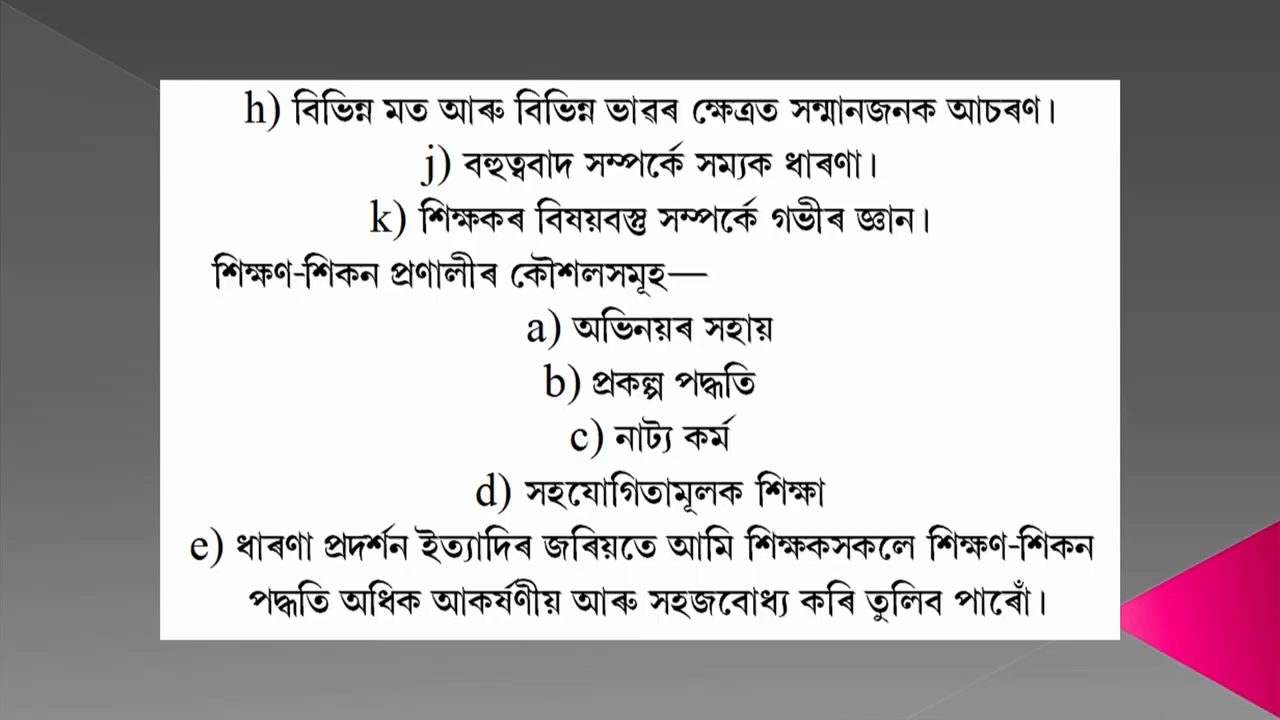 h) বিভিন্ন মত আৰু বিভিন্ন ভাৱৰ ক্ষেত্ৰত সন্মানজনক আচৰণ।
j) বহুত্ববাদ সম্পৰ্কে সম্যক ধাৰণা।
k) শিক্ষকৰ বিষয়বস্তু সম্পৰ্কে গভীৰ জ্ঞান।
শিক্ষণ-শিকন প্ৰণালীৰ কৌশলসমূহ—
a) অভিনয়ৰ সহায়
b) প্ৰকল্প পদ্ধতি
c) নাট্য কৰ্ম
d) সহযোগিতামূলক শিক্ষা
e) ধাৰণা প্ৰদৰ্শন ইত্যাদিৰ জৰিয়তে আমি শিক্ষকসকলে শিক্ষণ-শিকন
পদ্ধতি অধিক আকৰ্ষণীয় আৰু সহজবোধ্য কৰি তুলিব পাৰোঁ।